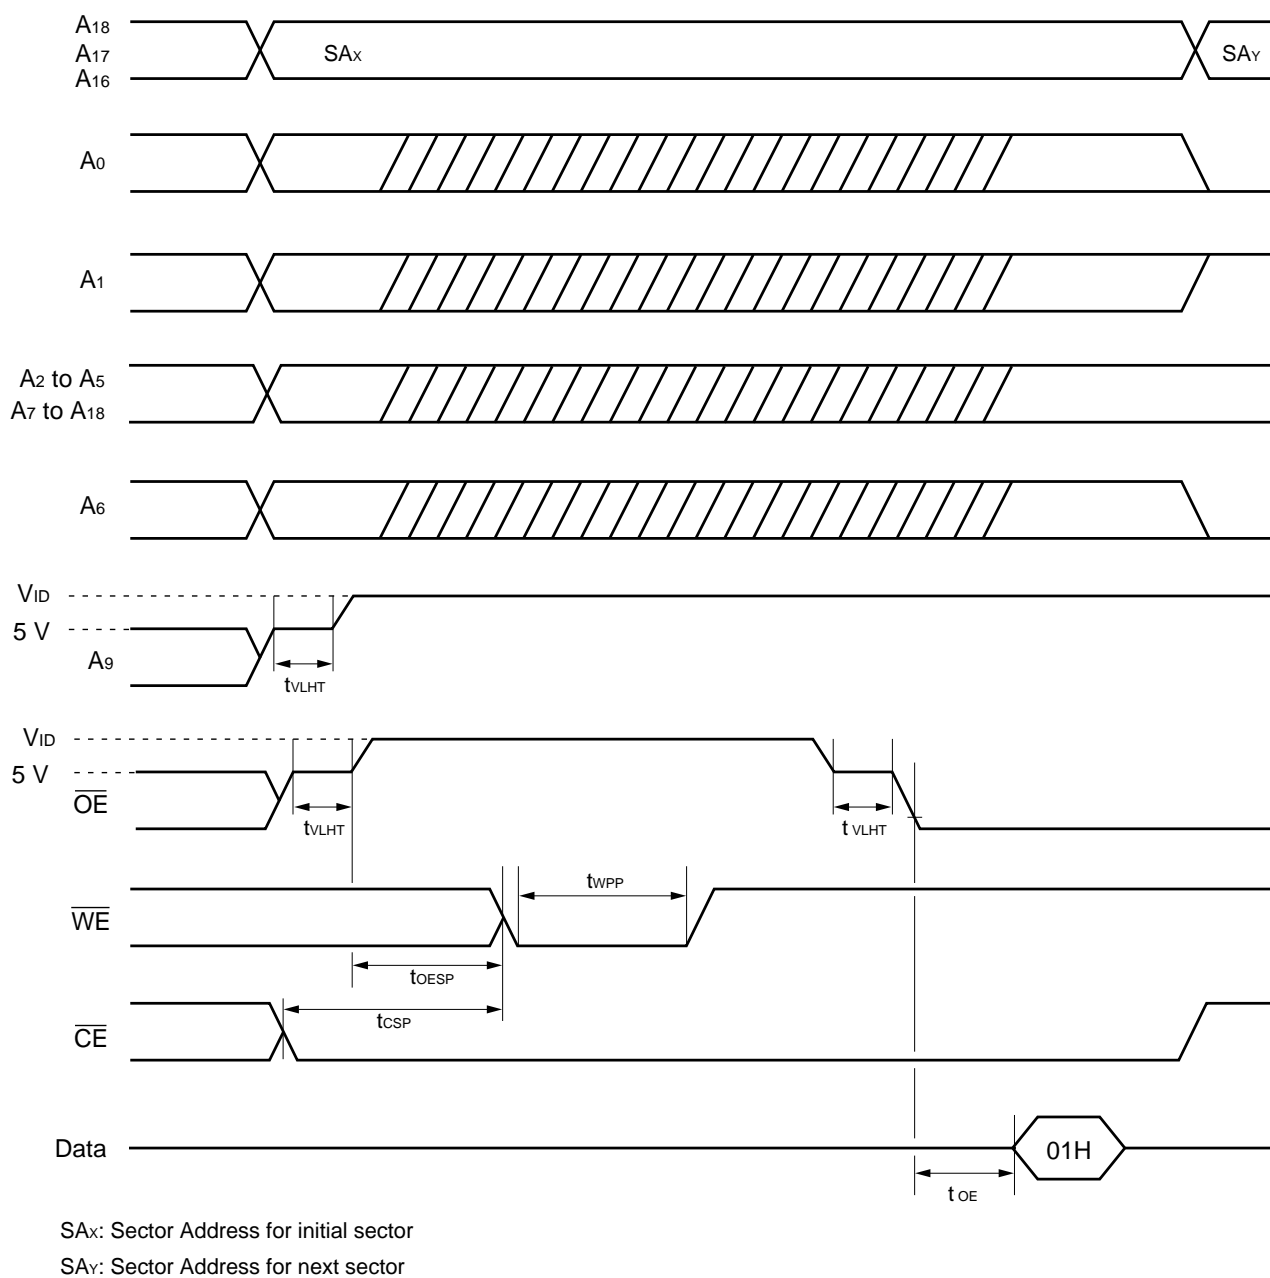 A18
A17
A16
SAX
SAY
A0
A1
A2 to A5
A7 to A18
A6
VID
5 V
A9
tVLHT
VID
5 V
OE
tVLHT
t VLHT
tWPP
WE
tOESP
tCSP
CE
Data
01H
t OE
SAX: Sector Address for initial sector
SAY: Sector Address for next sector